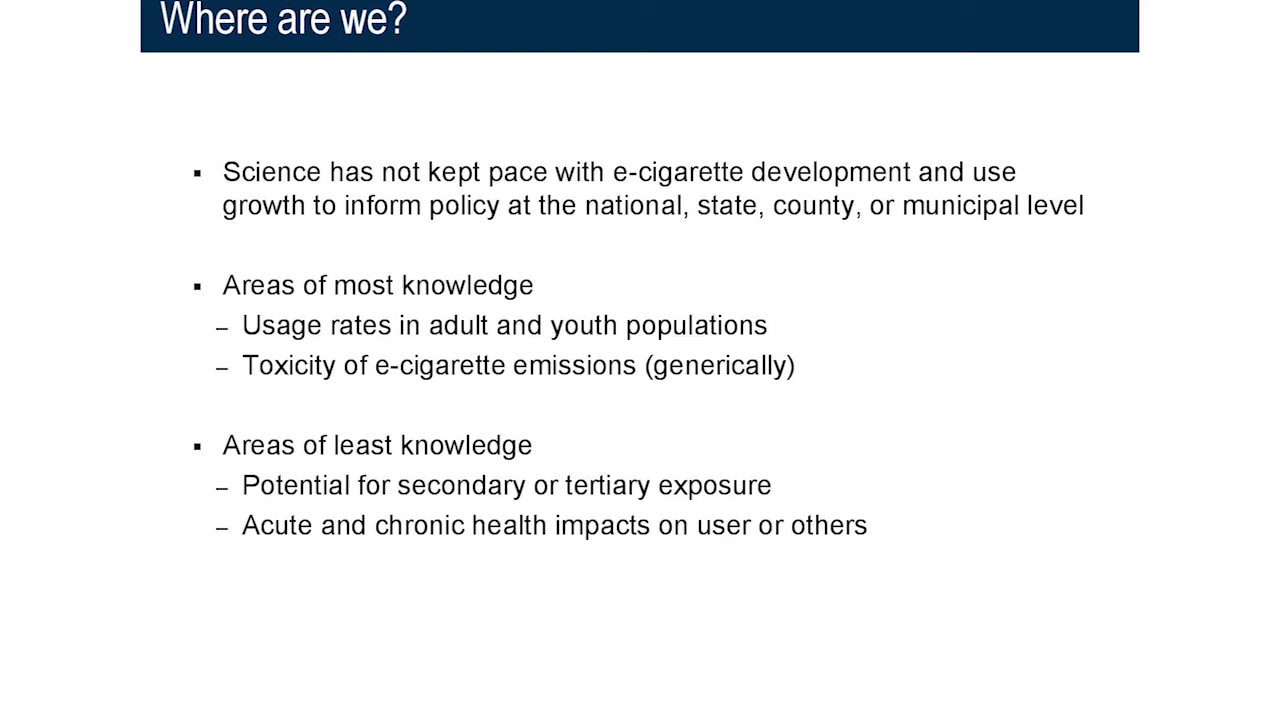 Where are we?
▪ Science has not kept pace with e-cigarette development and use
growth to inform policy at the national, state, county, or municipal level
▪ Areas of most knowledge
– Usage rates in adult and youth populations
– Toxicity of e-cigarette emissions (generically)
▪ Areas of least knowledge
– Potential for secondary or tertiary exposure
– Acute and chronic health impacts on user or others